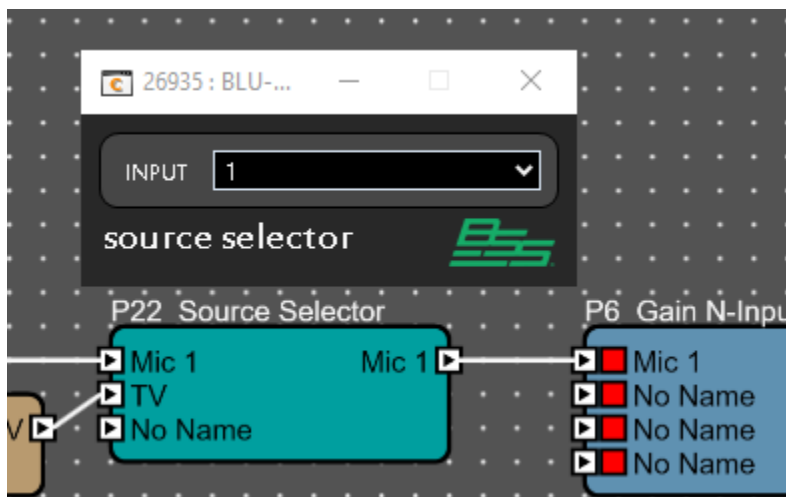 26935 : BLU-...
INPUT 1
source selector BSS
P22 Source Selector
Mic 1 Mic 1
TV
No Name
V
P6 Gain N-Inpu
Mic 1
No Name
No Name
No Name